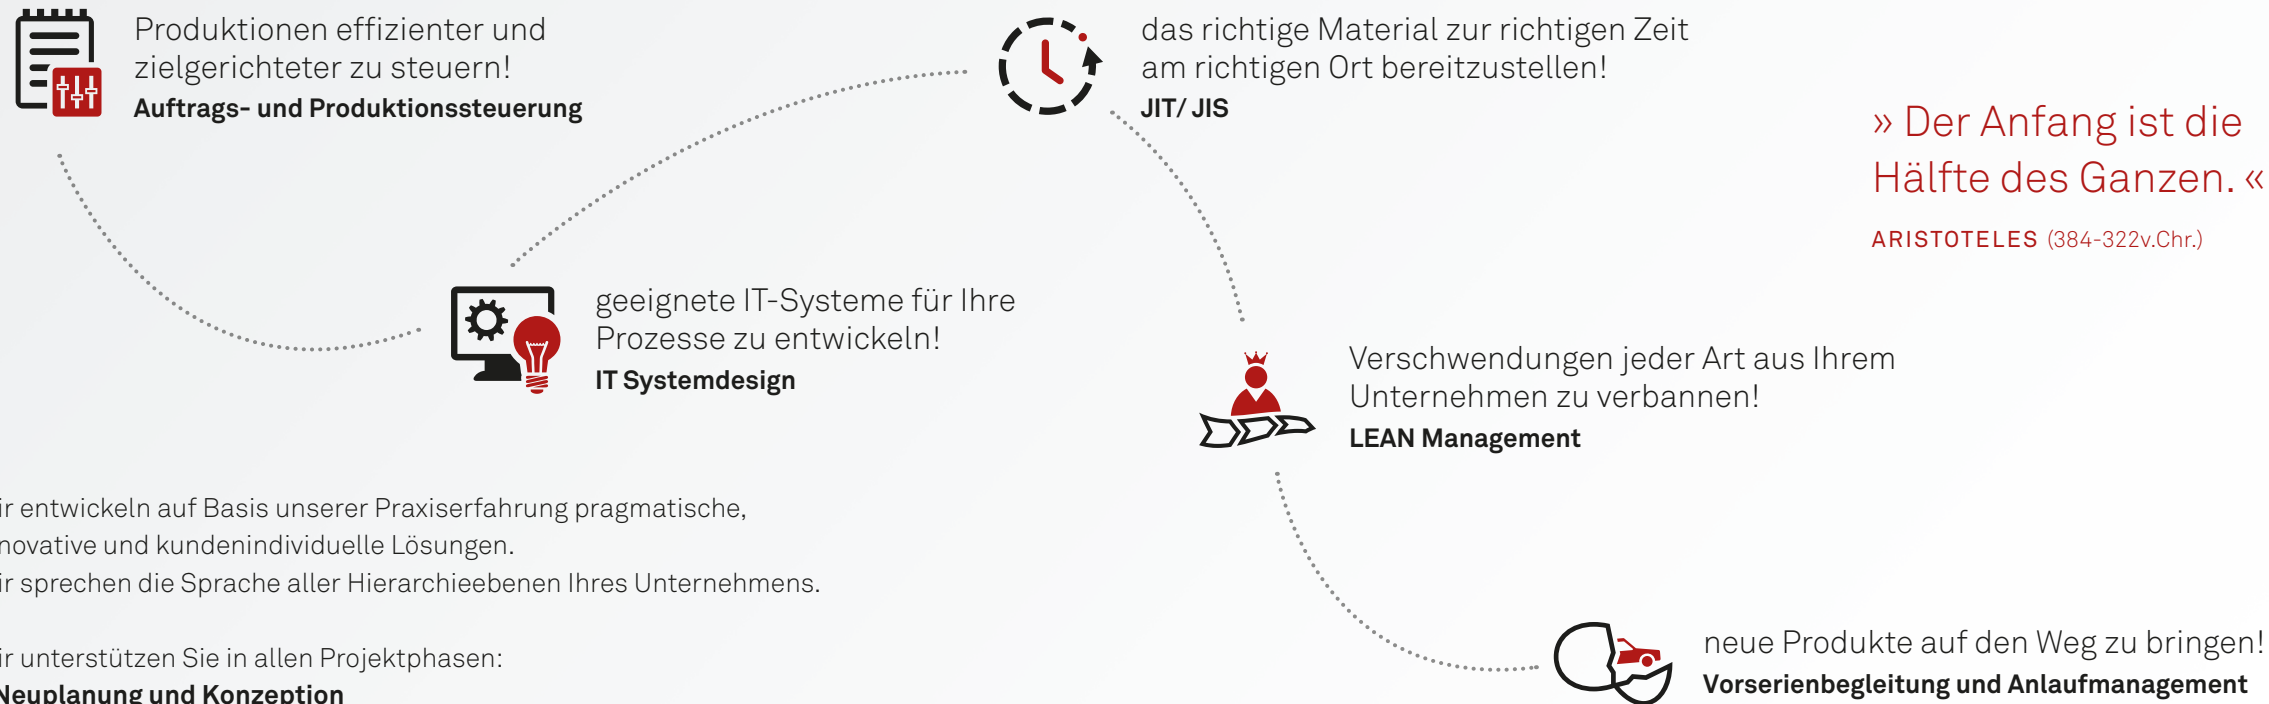 Produktionen effizienter und
zielgerichteter zu steuern!
Auftrags- und Produktionssteuerung
das richtige Material zur richtigen Zeit
am richtigen Ort bereitzustellen!
JIT/ JIS
» Der Anfang ist die
Hälfte des Ganzen. «
ARISTOTELES (384-322v.Chr.)
geeignete IT-Systeme für Ihre
Prozesse zu entwickeln!
IT Systemdesign
Verschwendungen jeder Art aus Ihrem
Unternehmen zu verbannen!
LEAN Management
ir entwickeln auf Basis unserer Praxiserfahrung pragmatische,
novative und kundenindividuelle Lösungen.
ir sprechen die Sprache aller Hierarchieebenen Ihres Unternehmens.
ir unterstützen Sie in allen Projektphasen:
Neuplanung und Konzeption
neue Produkte auf den Weg zu bringen!
Vorserienbegleitung und Anlaufmanagement